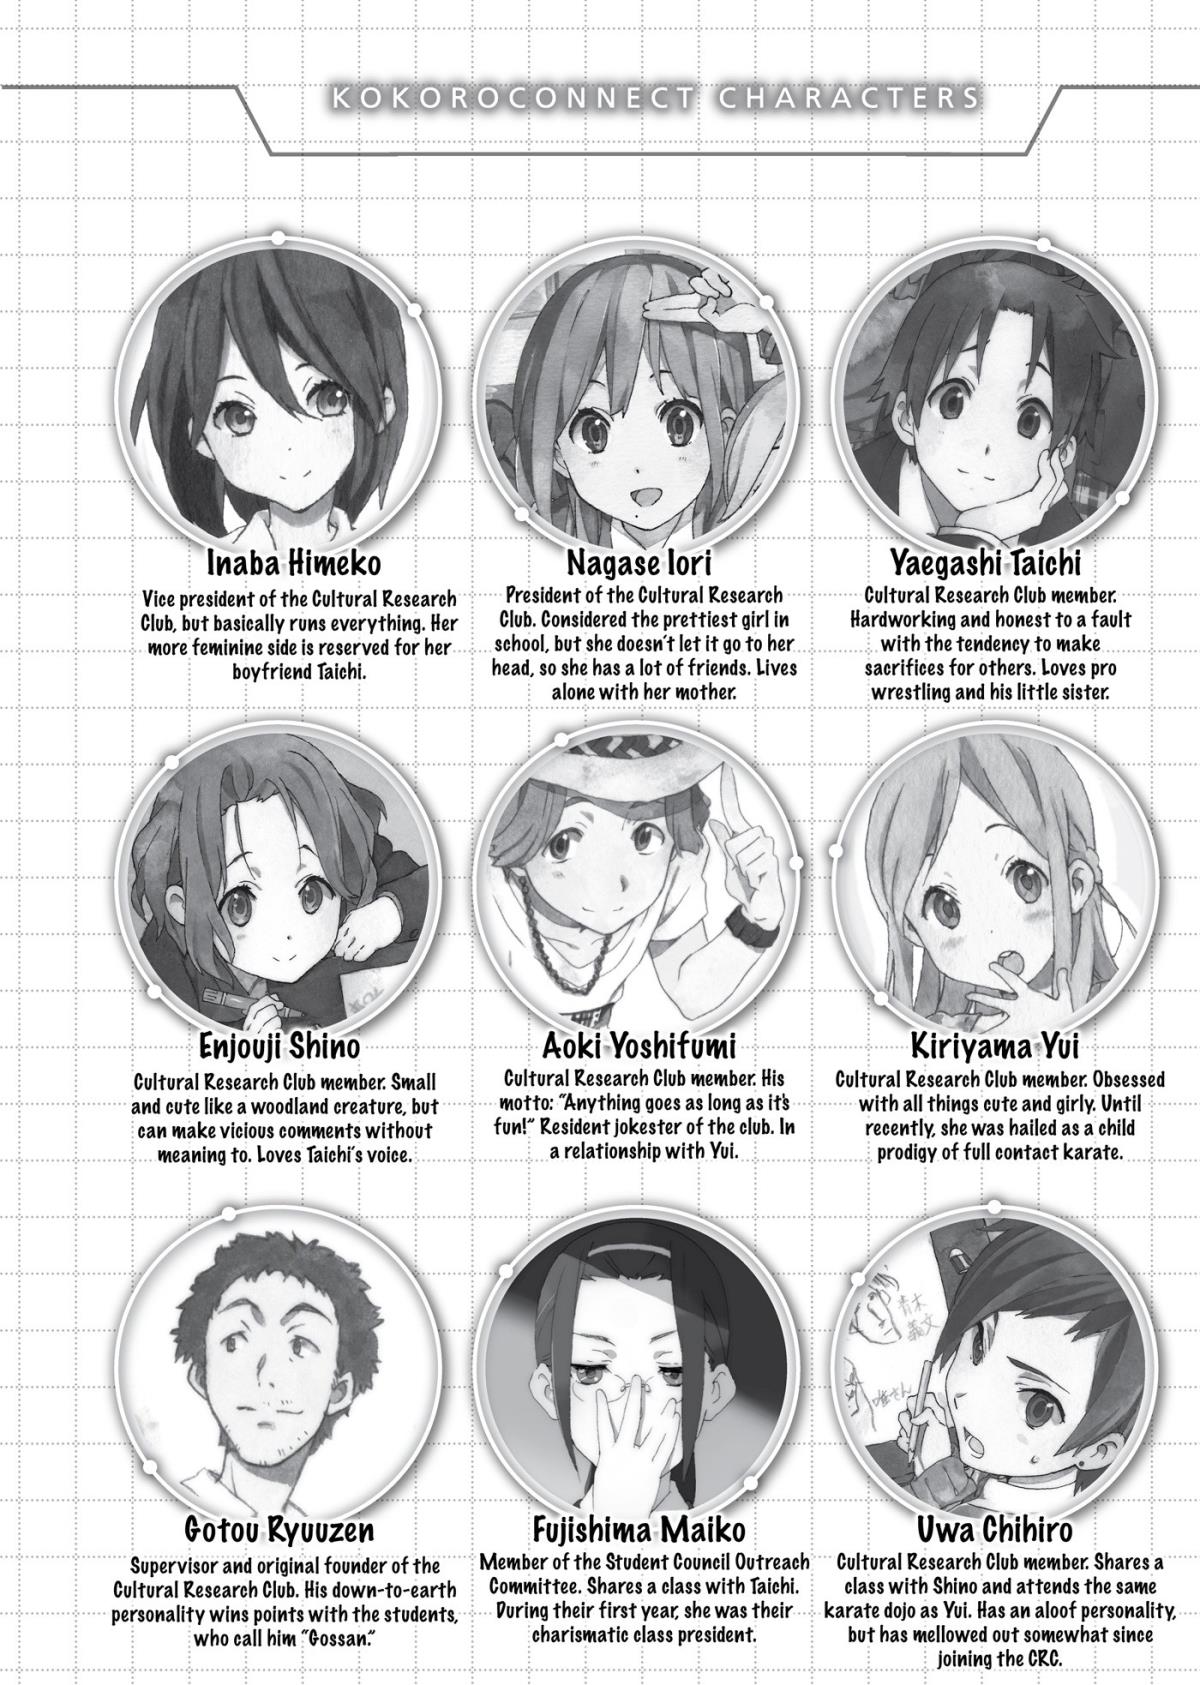 KOKOROCONNECT CHARACTERS
Inaba Himeko
Vice president of the Cultural Research
Club, but basically runs everything. Her
more feminine side is reserved for her
boyfriend Taichi.
Nagase Iori
President of the Cultural Research
Club. Considered the prettiest girl in
school, but she doesn't let it go to her
head, so she has a lot of friends. Lives
alone with her mother.
Yaegashi Taichi
Cultural Research Club member.
Hardworking and honest to a fault
with the tendency to make
sacrifices for others. Loves pro
wrestling and his little sister.
Enjouji Shino
Cultural Research Club member. Small
and cute like a woodland creature, but
can make vicious comments without
meaning to. Loves Taichi's voice.
Aoki Yoshifumi
Cultural Research Club member. His
motto: "Anything goes as long as it's
fun!" Resident jokester of the club. In
a relationship with Yui.
Kiriyama Yui
Cultural Research Club member. Obsessed
with all things cute and girly. Until
recently, she was hailed as a child
prodigy of full contact karate.
青木
義文
唯さん
Gotou Ryuuzen
Supervisor and original founder of the
Cultural Research Club. His down-to-earth
personality wins points with the students,
who call him "Gossan."
Fujishima Maiko
Member of the Student Council Outreach
Committee. Shares a class with Taichi.
During their first year, she was their
charismatic class president.
Uwa Chihiro
Cultural Research Club member. Shares a
class with Shino and attends the same
karate dojo as Yui. Has an aloof personality,
but has mellowed out somewhat since
joining the CRC.